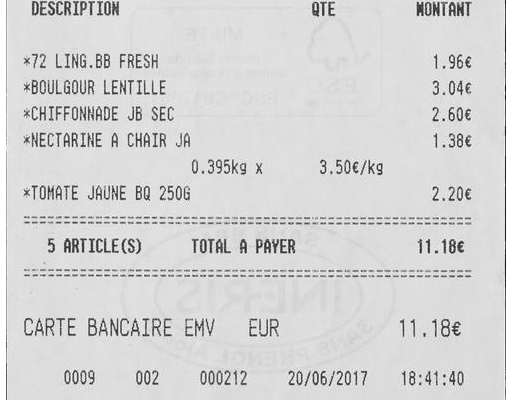 DESCRIPTION QTE MONTANT
*72 LING.BB FRESH 1.96€
*BOULGOUR LENTILLE 3.04€
*CHIFFONNADE JB SEC 2.60€
*NECTARINE A CHAIR JA 1.38€
0.395kg x 3.50€/kg
*TOMATE JAUNE BQ 250G 2.20€
5 ARTICLE(S) TOTAL A PAYER 11.18€
CARTE BANCAIRE EMV EUR 11.18€
0009 002 000212 20/06/2017 18:41:40